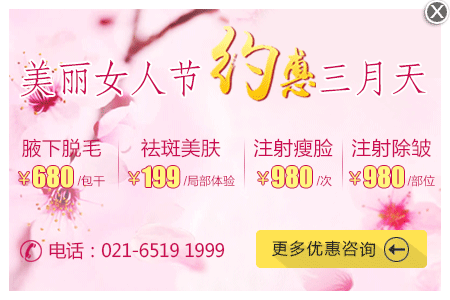 美丽女人节约惠三月天
腋下脱毛 祛斑美肤 注射瘦脸 注射除皱
¥680/包干 ¥199/局部体验 ¥980/次 ¥980/部位
电话：021-6519 1999 更多优惠咨询